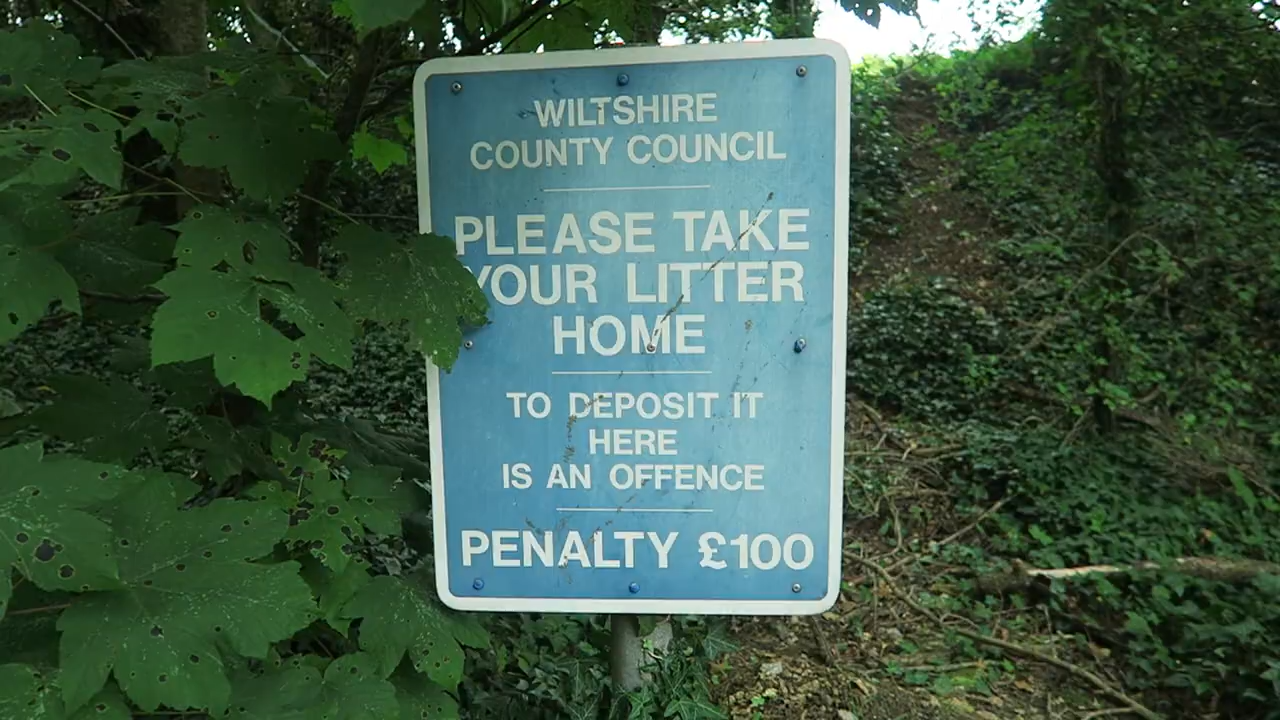 WILTSHIRE
COUNTY COUNCIL
PLEASE TAKE
YOUR LITTER
HOME
TO DEPOSIT IT
HERE
IS AN OFFENCE
PENALTY £100